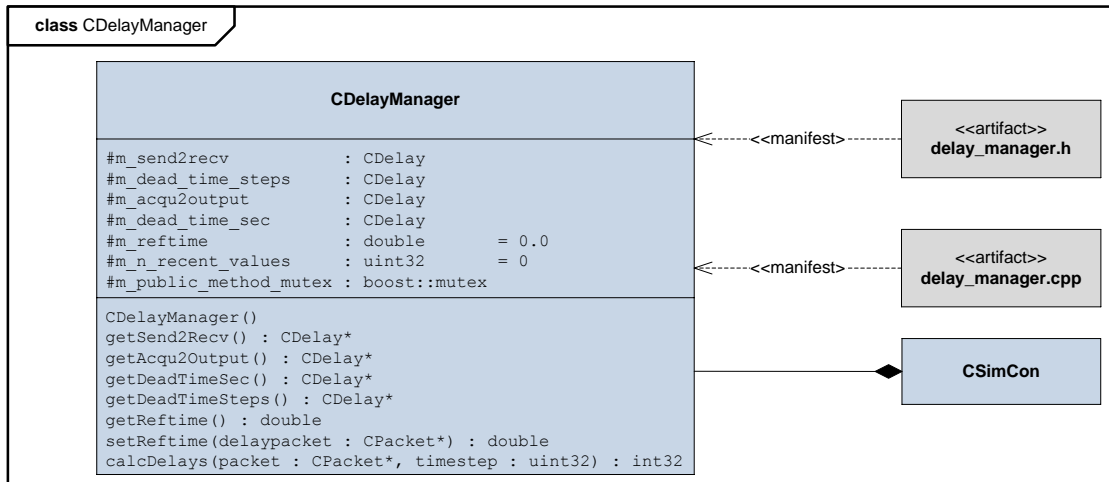 class CDelayManager
CDelayManager
#m_send2recv : CDelay
#m_dead_time_steps : CDelay
#m_acqu2output : CDelay
#m_dead_time_sec : CDelay
#m_reftime : double = 0.0
#m_n_recent_values : uint32 = 0
#m_public_method_mutex : boost::mutex
CDelayManager()
getSend2Recv() : CDelay*
getAcqu2Output() : CDelay*
getDeadTimeSec() : CDelay*
getDeadTimeSteps() : CDelay*
getReftime() : double
setReftime(delaypacket : CPacket*) : double
calcDelays(packet : CPacket*, timestep : uint32) : int32
<<manifest>
<<artifact>>
delay_manager.h
<<manifest>
<<artifact>>
delay_manager.cpp
CSimCon